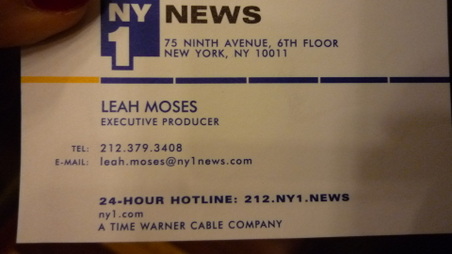 NY
1
NEWS
75 NINTH AVENUE, 6TH FLOOR
NEW YORK, NY 10011
LEAH MOSES
EXECUTIVE PRODUCER
TEL: 212.379.3408
E-MAIL: leah.moses@ny1news.com
24-HOUR HOTLINE: 212.NY1.NEWS
ny1.com
A TIME WARNER CABLE COMPANY